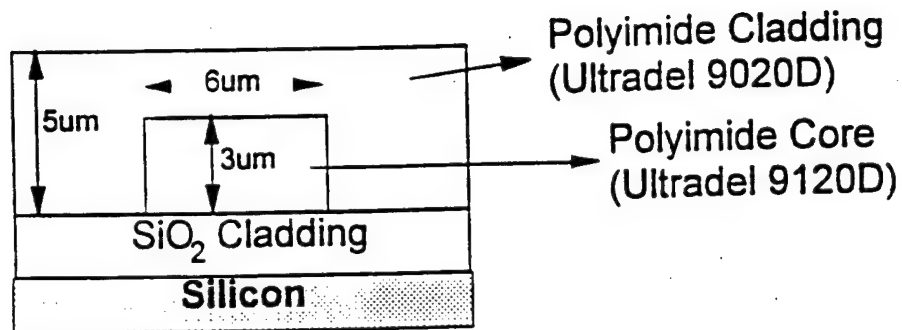 Polyimide Cladding
(Ultradel 9020D)
6um
5um
3um
Polyimide Core
(Ultradel 9120D)
SiO₂ Cladding
Silicon